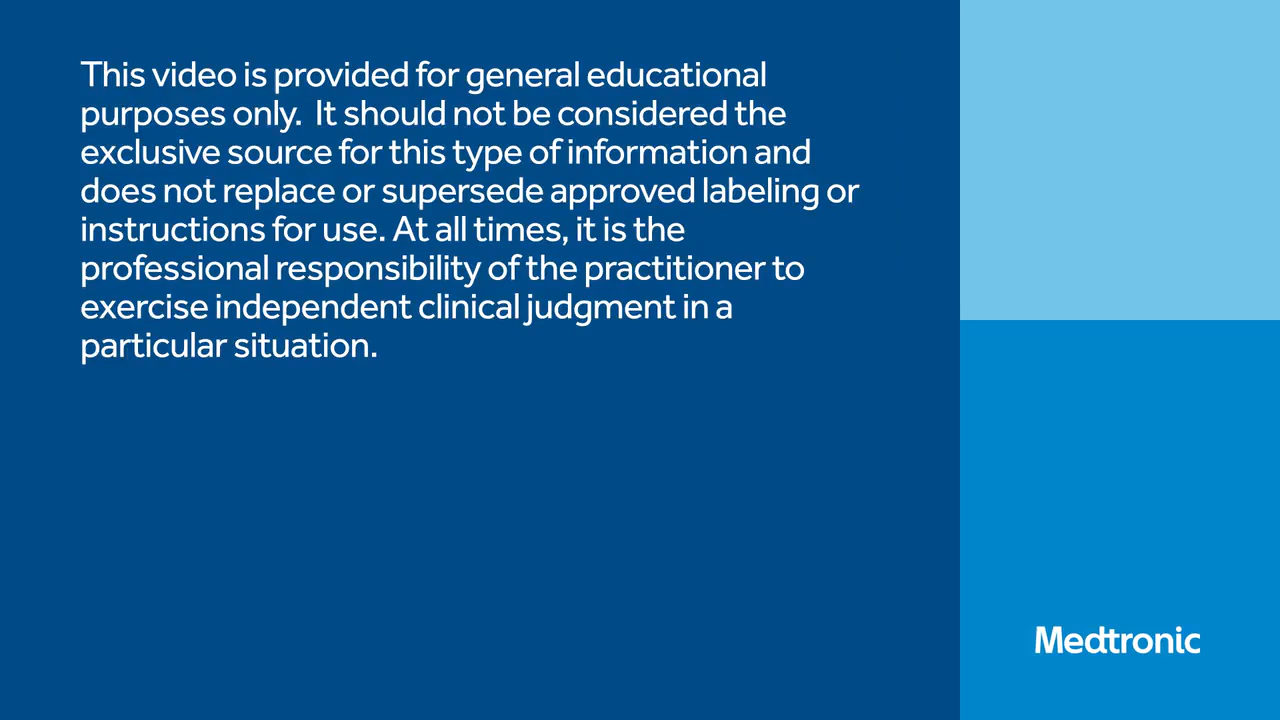 This video is provided for general educational
purposes only.  It should not be considered the
exclusive source for this type of information and
does not replace or supersede approved labeling or
instructions for use. At all times, it is the
professional responsibility of the practitioner to
exercise independent clinical judgment in a
particular situation.
Medtronic